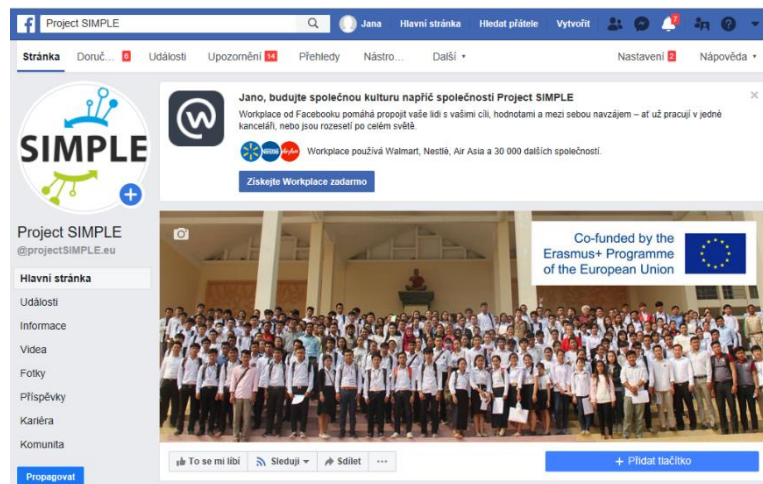 Project SIMPLE
Jana
Hlavní stránka
Hledat přátele
Vytvořit
7
Stránka
Doruč... 6
Události
Upozornění 14
Přehledy
Nástro...
Další
Nastavení 2
Nápověda
SIMPLE
Jano, budujte společnou kulturu napříč společností Project SIMPLE
Workplace od Facebooku pomáhá propojit vaše lidi s vašimi cíli, hodnotami a mezi sebou navzájem – ať už pracují v jedné
kanceláři, nebo jsou rozesetí po celém světě.
Workplace používá Walmart, Nestlé, Air Asia a 30 000 dalších společností.
Získejte Workplace zadarmo
Project SIMPLE
@projectSIMPLE.eu
Hlavní stránka
Události
Informace
Videa
Fotky
Příspěvky
Kariéra
Komunita
Propagovat
Co-funded by the
Erasmus+ Programme
of the European Union
To se mi líbí
Sleduji
Sdílet
+ Přidat tlačítko